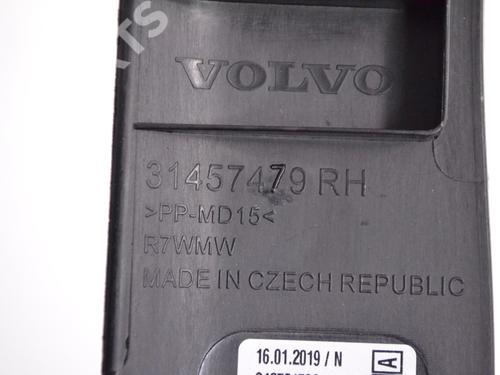 VOLVO
31457479 RH
>PP-MD15<
R7WMW
MADE IN CZECH REPUBLIC
16.01.2019 / N
A